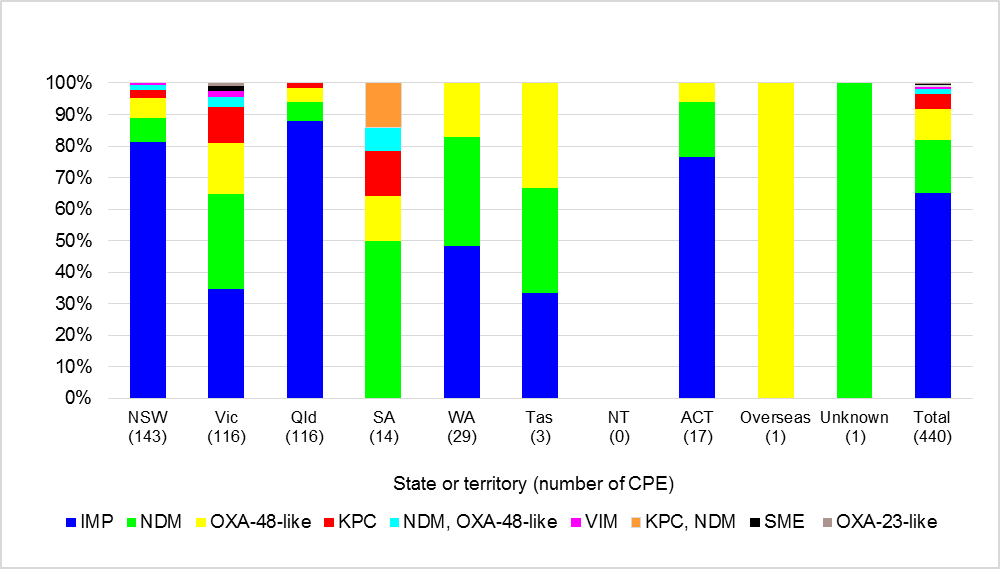 100%
90%
80%
70%
60%
50%
40%
30%
20%
10%
0%
NSW Vic Qld SA WA Tas NT ACT Overseas Unknown Total
(143) (116) (116) (14) (29) (3) (0) (17) (1) (1) (440)
State or territory (number of CPE)
IMP NDM OXA-48-like KPC NDM, OXA-48-like VIM KPC, NDM SME OXA-23-like